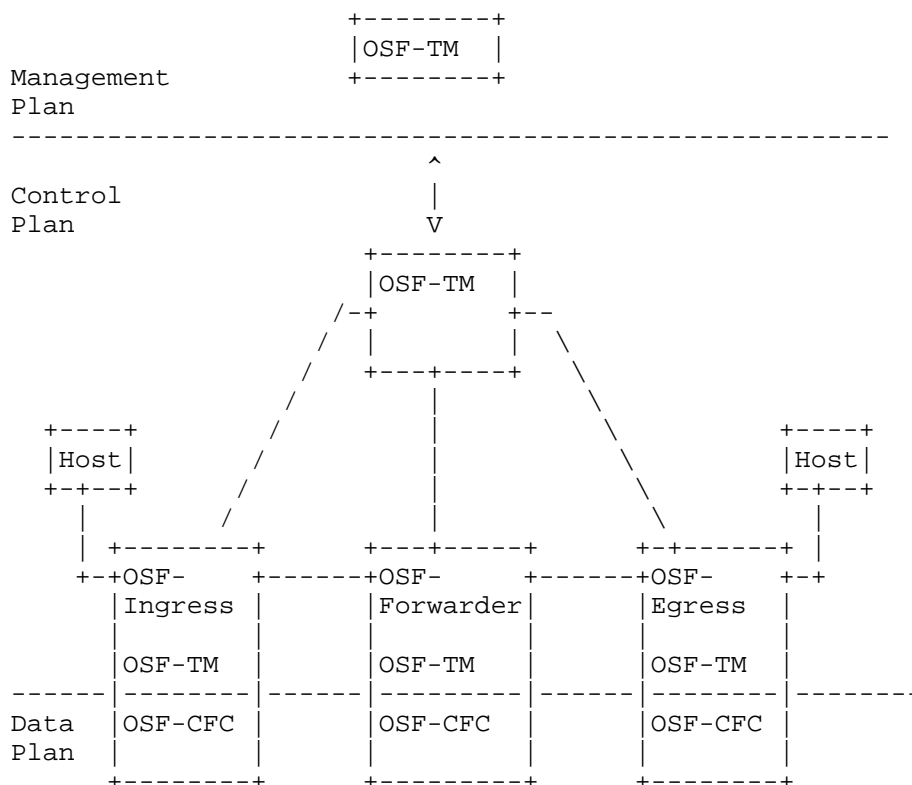 OSF-TM
Management
Plan
Control
Plan
OSF-TM
Host Host
OSF- OSF- OSF-
Ingress Forwarder Egress
OSF-TM OSF-TM OSF-TM
Data OSF-CFC OSF-CFC OSF-CFC
Plan